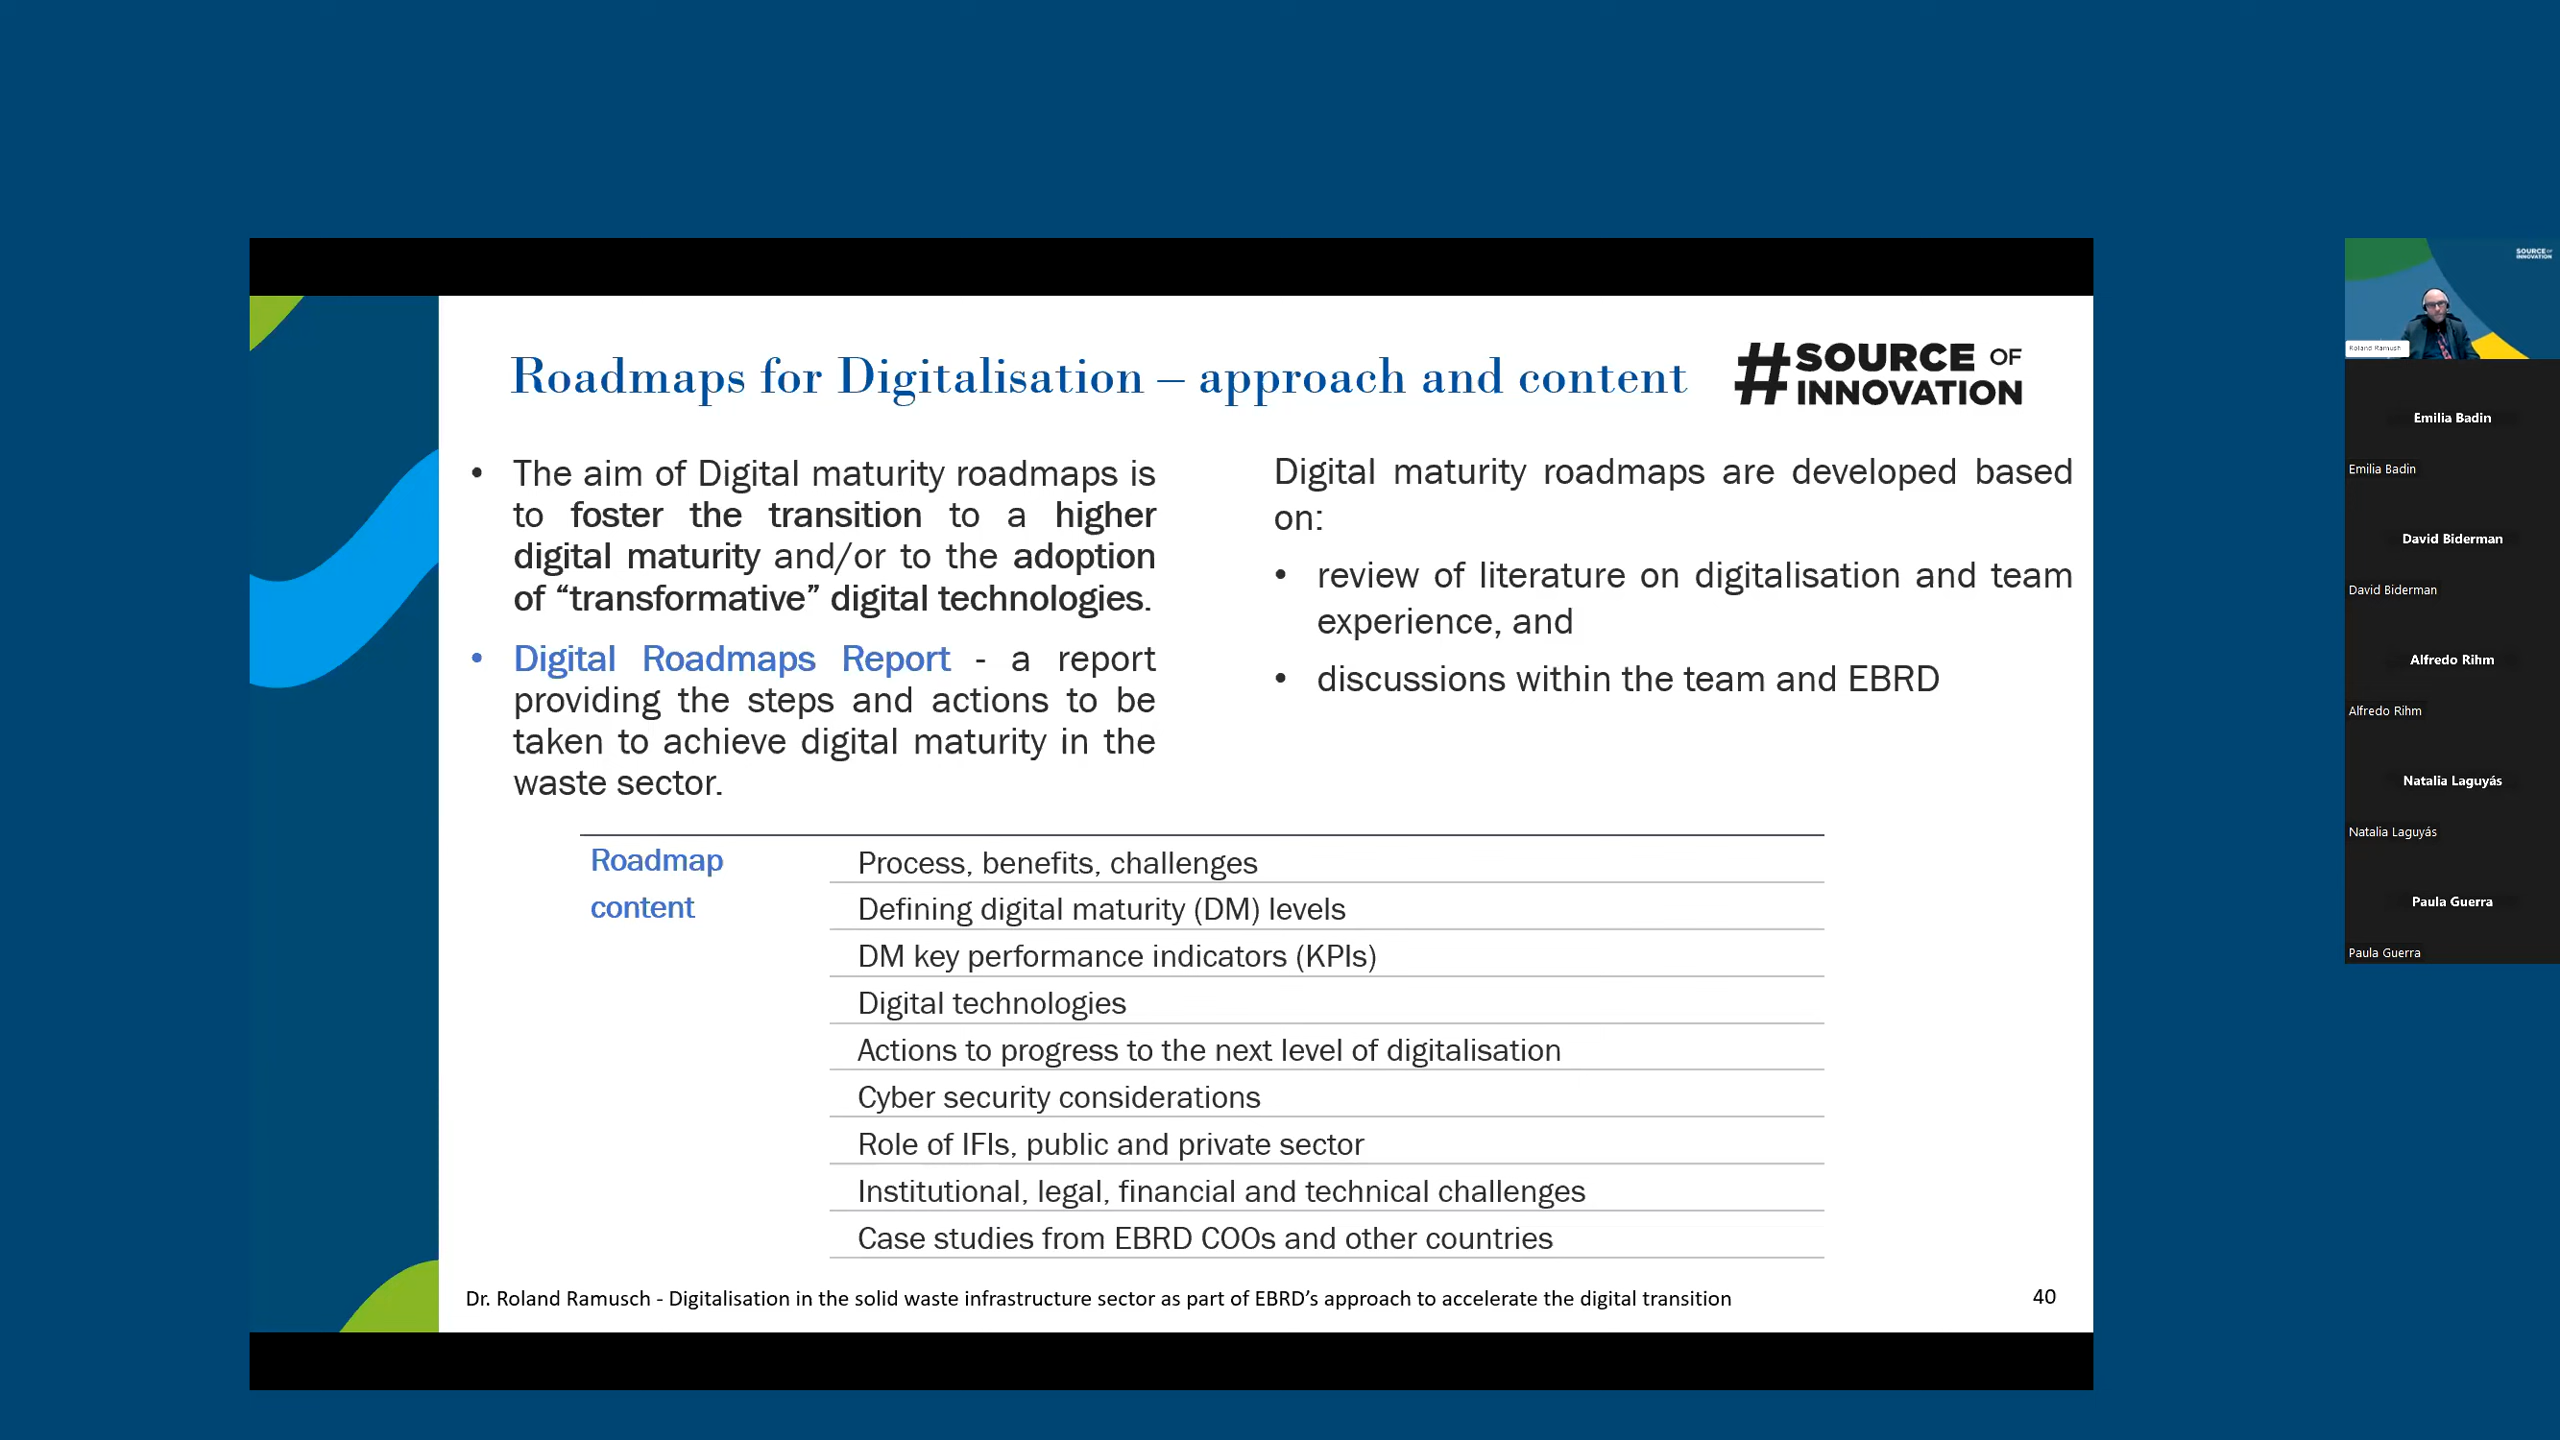 Roadmaps for Digitalisation – approach and content
#SOURCE OF
INNOVATION
• The aim of Digital maturity roadmaps is
to foster the transition to a higher
digital maturity and/or to the adoption
of “transformative” digital technologies.
• Digital Roadmaps Report - a report
providing the steps and actions to be
taken to achieve digital maturity in the
waste sector.
Digital maturity roadmaps are developed based
on:
• review of literature on digitalisation and team
experience, and
• discussions within the team and EBRD
Roadmap
content
Process, benefits, challenges
Defining digital maturity (DM) levels
DM key performance indicators (KPIs)
Digital technologies
Actions to progress to the next level of digitalisation
Cyber security considerations
Role of IFIs, public and private sector
Institutional, legal, financial and technical challenges
Case studies from EBRD COOs and other countries
Dr. Roland Ramusch - Digitalisation in the solid waste infrastructure sector as part of EBRD’s approach to accelerate the digital transition
40
SOURCE OF
INNOVATION
Roland Ramush
Emilia Badin
Emilia Badin
David Biderman
David Biderman
Alfredo Rihm
Alfredo Rihm
Natalia Laguyás
Natalia Laguyás
Paula Guerra
Paula Guerra